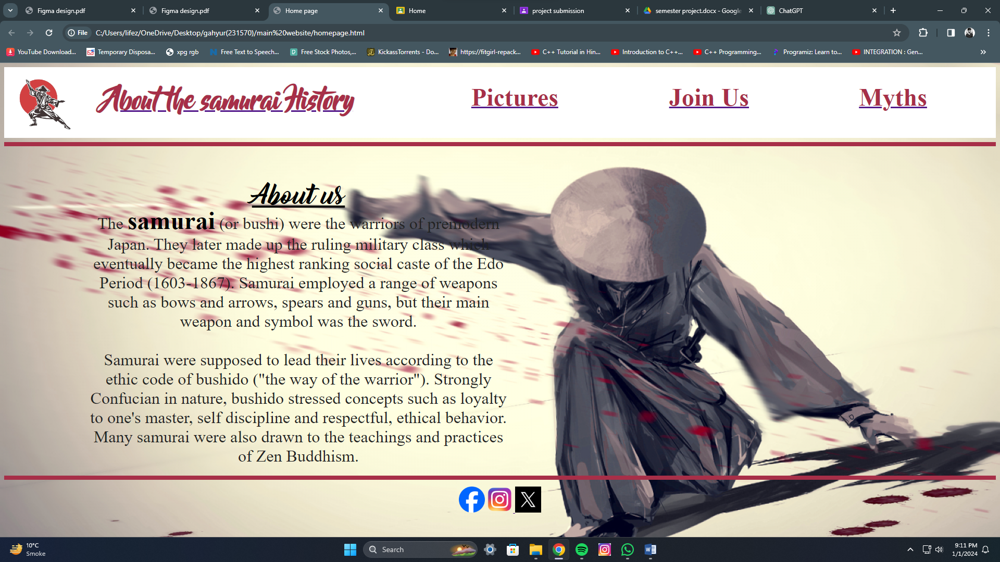 Figma design.pdf
Figma design.pdf
Home page
Home
project submission
semester project.docx - Google
ChatGPT
File
C:/Users/lifez/OneDrive/Desktop/gahyur(231570)/main%20website/homepage.html
YouTube Download...
Temporary Disposa...
xpg rgb
Free Text to Speech...
Free Stock Photos,...
KickassTorrents - Do...
https://fitgirl-repack...
C++ Tutorial in Hin...
Introduction to C++...
C++ Programming...
Programiz: Learn to...
INTEGRATION : Gen...
About the samurai History
Pictures
Join Us
Myths
About us
The samurai (or bushi) were the warriors of premodern
Japan. They later made up the ruling military class which
eventually became the highest ranking social caste of the Edo
Period (1603-1867). Samurai employed a range of weapons
such as bows and arrows, spears and guns, but their main
weapon and symbol was the sword.
Samurai were supposed to lead their lives according to the
ethic code of bushido ("the way of the warrior"). Strongly
Confucian in nature, bushido stressed concepts such as loyalty
to one's master, self discipline and respectful, ethical behavior.
Many samurai were also drawn to the teachings and practices
of Zen Buddhism.
10°C
Smoke
Search
9:11 PM
1/1/2024